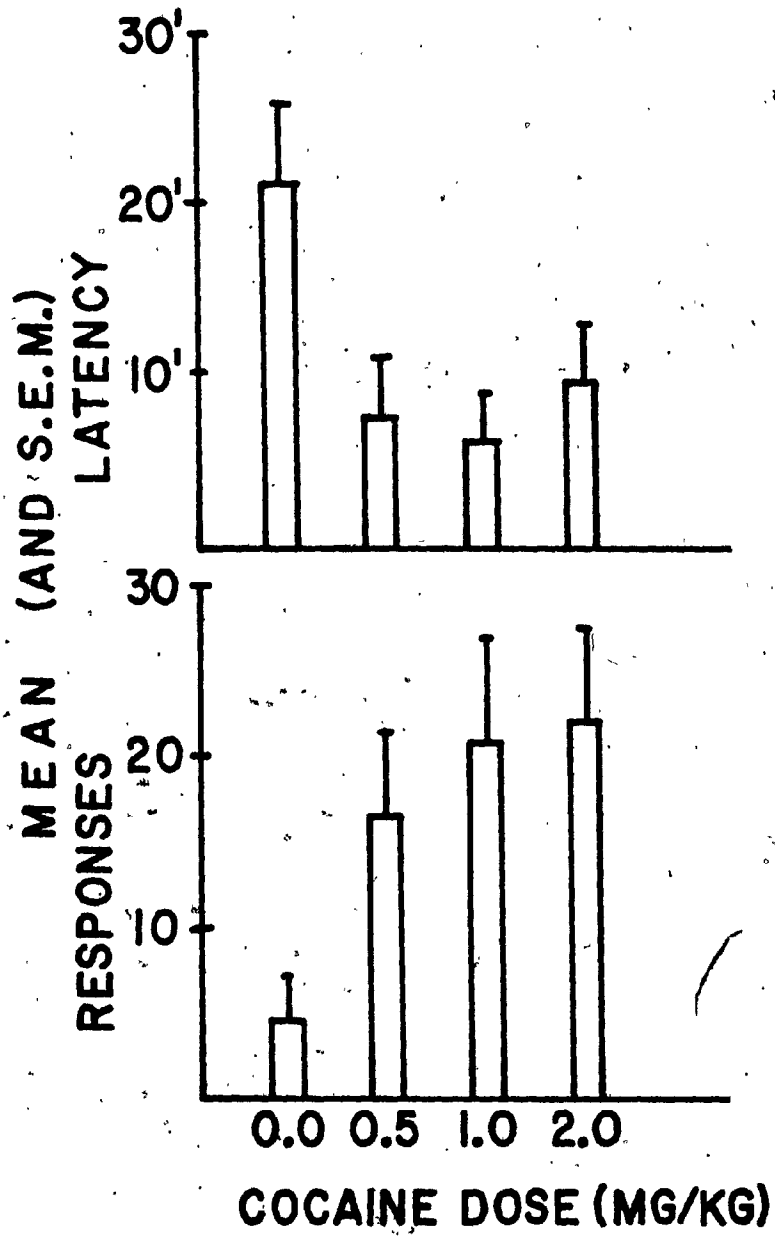 MEAN (AND S.E.M.)
LATENCY
30'
20'
10'
RESPONSES
30
20
10
0.0 0.5 1.0 2.0
COCAINE DOSE (MG/KG)